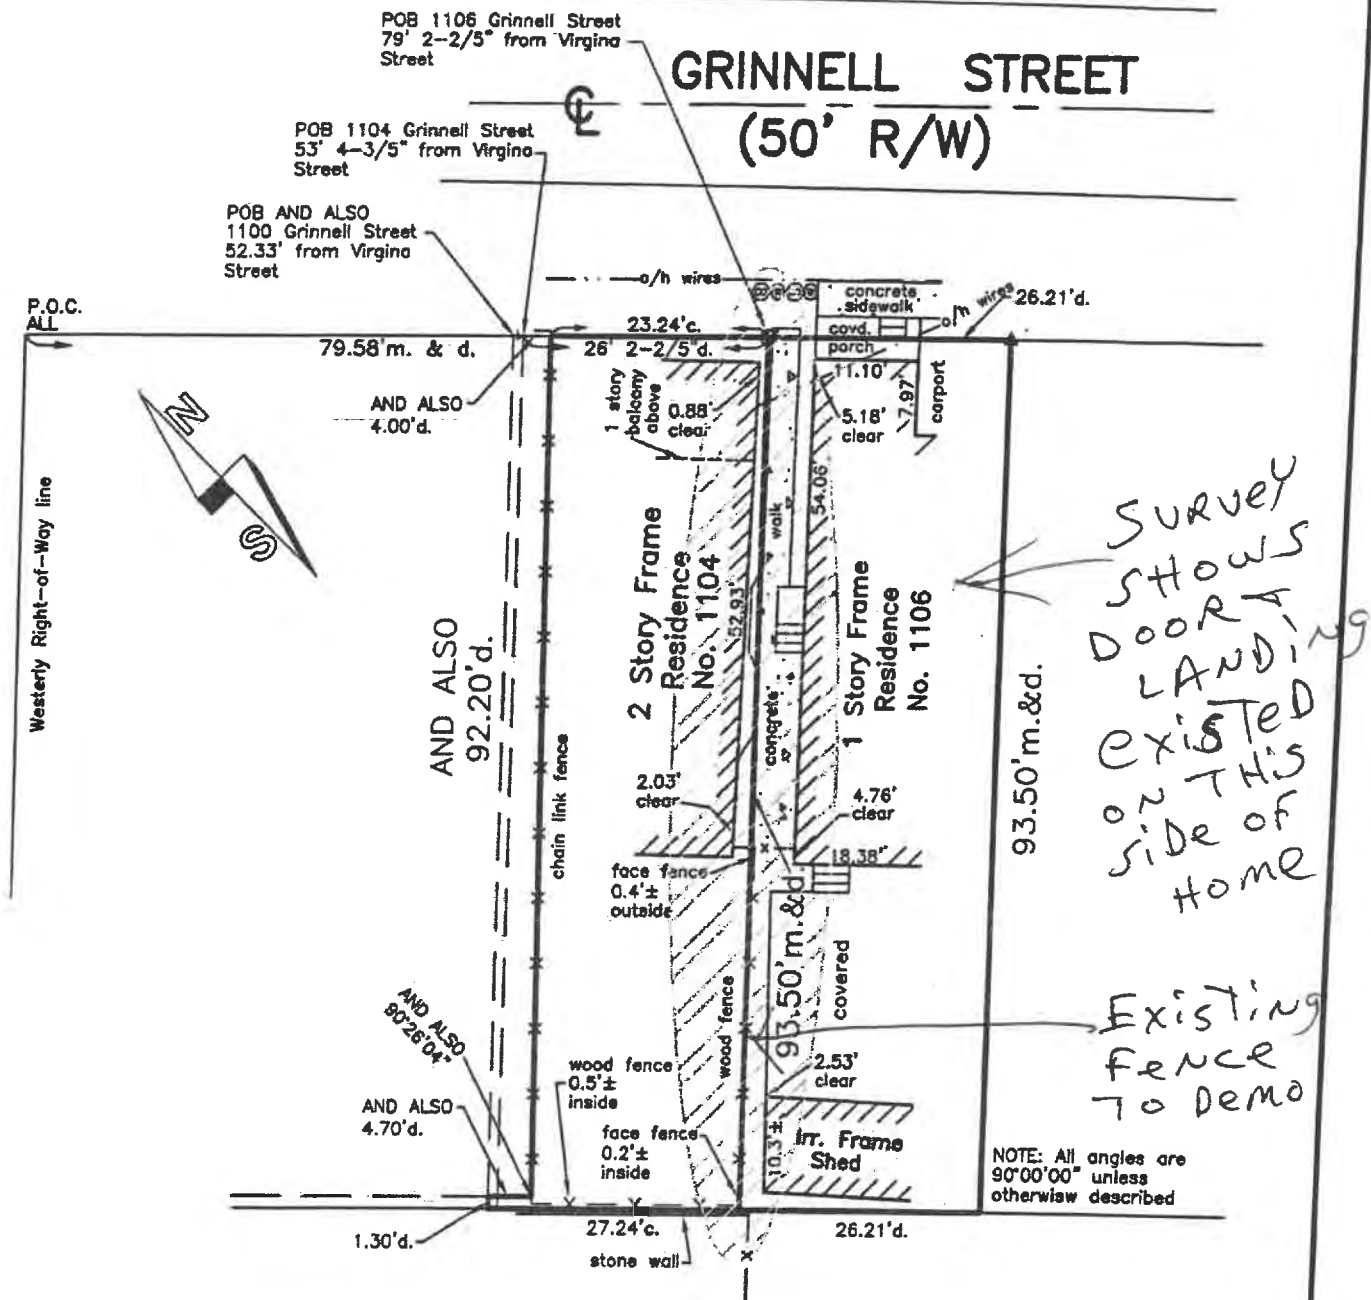 POB 1106 Grinnell Street
79' 2-2/5" from Virgina
Street
GRINNELL STREET
(50' R/W)
℄
POB 1104 Grinnell Street
53' 4-3/5" from Virgina
Street
POB AND ALSO
1100 Grinnell Street
52.33' from Virgina
Street
o/h wires
concrete
sidewalk
o/h wires
26.21'd.
P.O.C.
ALL
23.24'c.
covd.
porch
79.58'm. & d.
26' 2-2/5"d.
11.10'
7.97'
carport
AND ALSO
4.00'd.
1 story
balcony
above
0.88'
clear
5.18'
clear
N
S
Westerly Right-of-Way line
AND ALSO
92.20'd.
chain link fence
2 Story Frame
Residence
No. 1104
52.93'
walk
54.06'
concrete
1 Story Frame
Residence
No. 1106
93.50'm.&d.
SURVEY
SHOWS
DOOR &
LANDING
EXISTED
ON THIS
SIDE OF
HOME
2.03'
clear
4.76'
clear
18.38'
face fence
0.4'±
outside
93.50'm.&d
covered
wood fence
EXISTING
FENCE
TO DEMO
AND ALSO
90°26'04"
wood fence
0.5'±
inside
2.53'
clear
AND ALSO
4.70'd.
face fence
0.2'±
inside
10.3'±
Irr. Frame
Shed
NOTE: All angles are
90°00'00" unless
otherwisw described
1.30'd.
27.24'c.
26.21'd.
stone wall